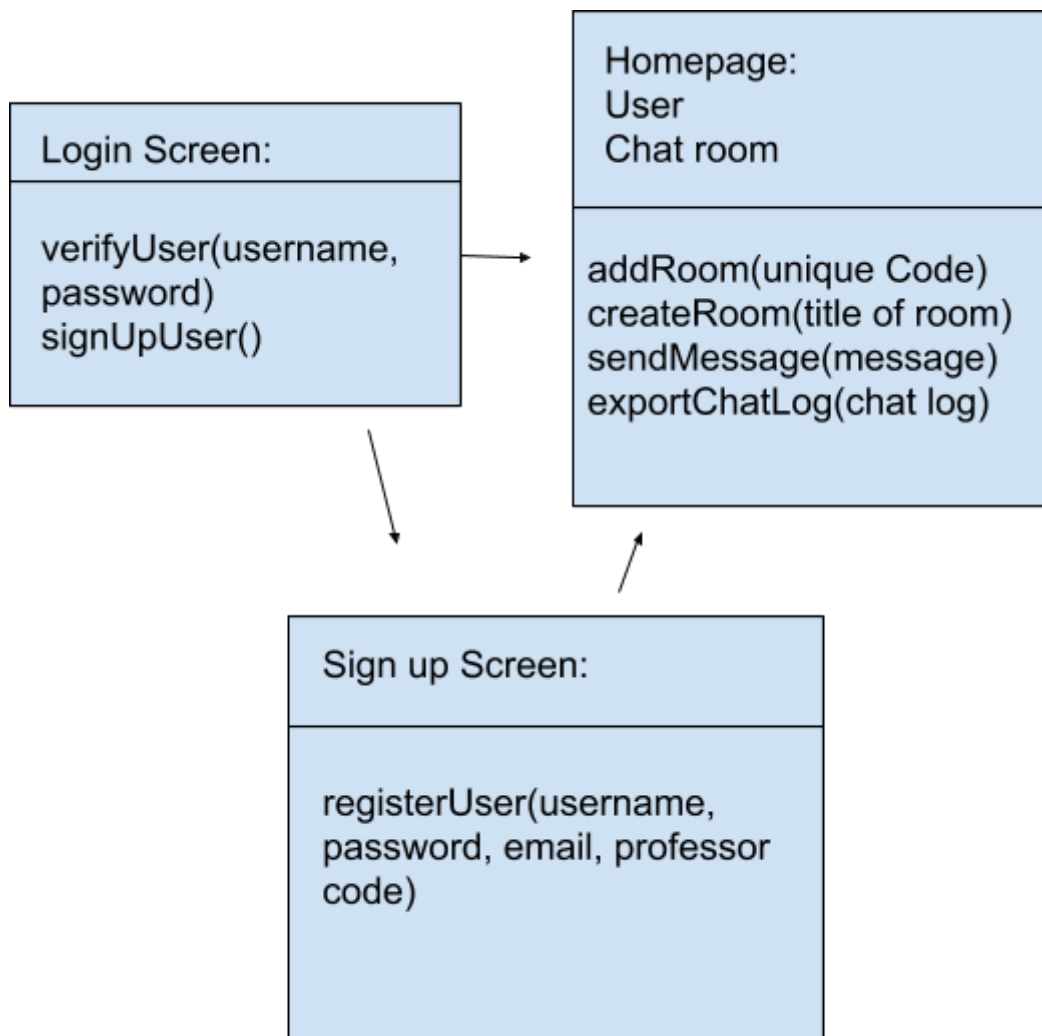 Login Screen:
verifyUser(username,
password)
signUpUser()
Homepage:
User
Chat room
addRoom(unique Code)
createRoom(title of room)
sendMessage(message)
exportChatLog(chat log)
Sign up Screen:
registerUser(username,
password, email, professor
code)